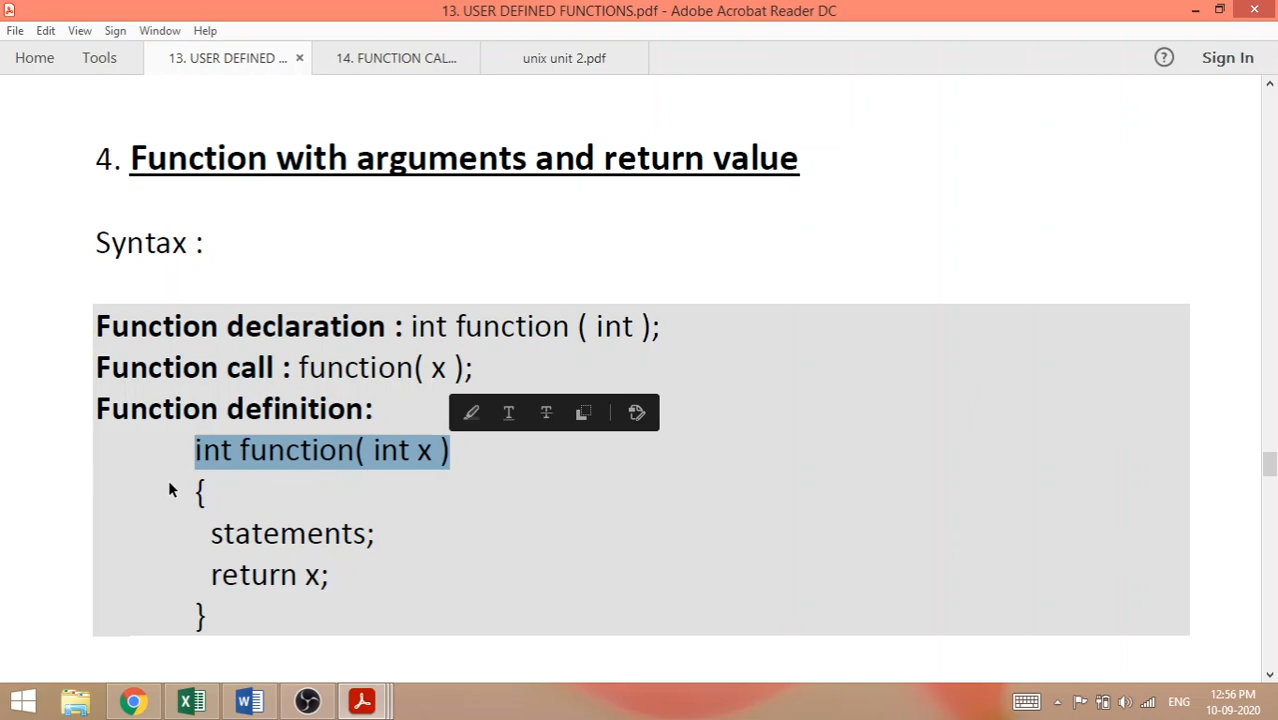 13. USER DEFINED FUNCTIONS.pdf - Adobe Acrobat Reader DC
File Edit View Sign Window Help
Home Tools 13. USER DEFINED ... × 14. FUNCTION CAL... unix unit 2.pdf ? Sign In
4. Function with arguments and return value
Syntax :
Function declaration : int function ( int );
Function call : function( x );
Function definition:
int function( int x )
{
statements;
return x;
}
ENG
12:56 PM
10-09-2020